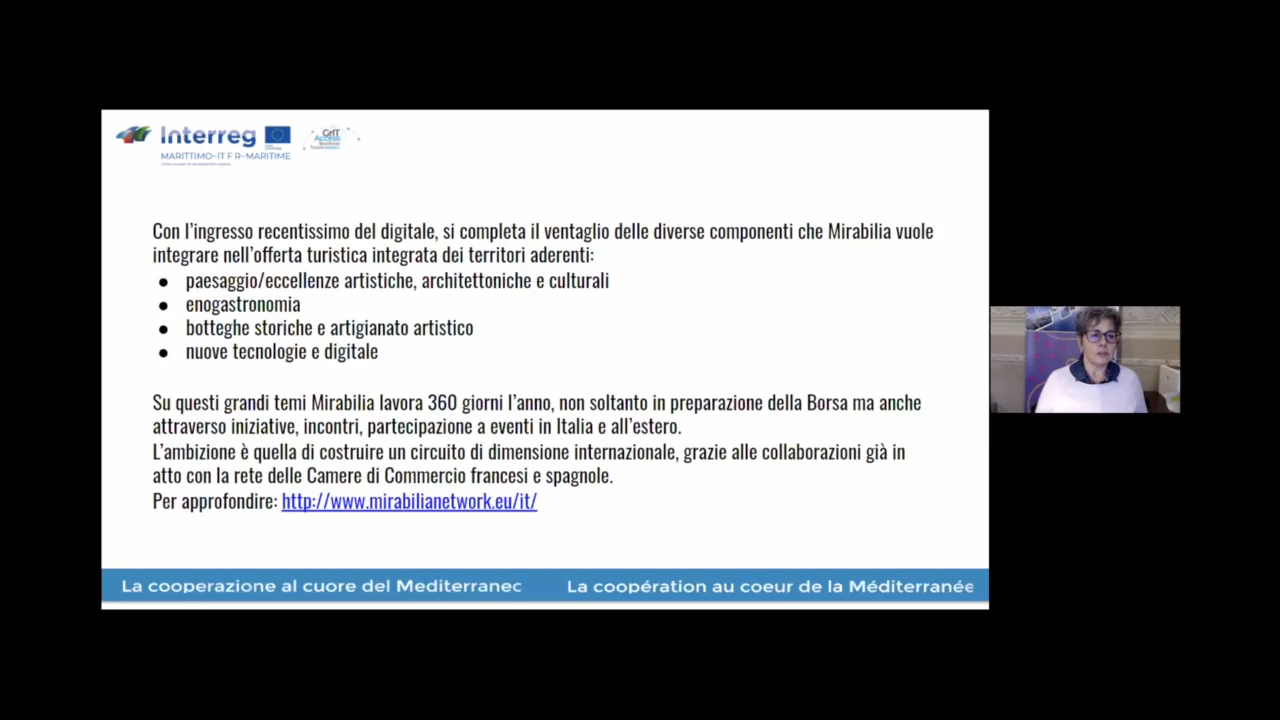 Interreg
MARITTIMO-IT FR-MARITIME
GrIT
Access
Con l'ingresso recentissimo del digitale, si completa il ventaglio delle diverse componenti che Mirabilia vuole
integrare nell'offerta turistica integrata dei territori aderenti:
● paesaggio/eccellenze artistiche, architettoniche e culturali
● enogastronomia
● botteghe storiche e artigianato artistico
● nuove tecnologie e digitale
Su questi grandi temi Mirabilia lavora 360 giorni l'anno, non soltanto in preparazione della Borsa ma anche
attraverso iniziative, incontri, partecipazione a eventi in Italia e all'estero.
L'ambizione è quella di costruire un circuito di dimensione internazionale, grazie alle collaborazioni già in
atto con la rete delle Camere di Commercio francesi e spagnole.
Per approfondire: http://www.mirabilianetwork.eu/it/
La cooperazione al cuore del Mediterraneo La coopération au coeur de la Méditerranée